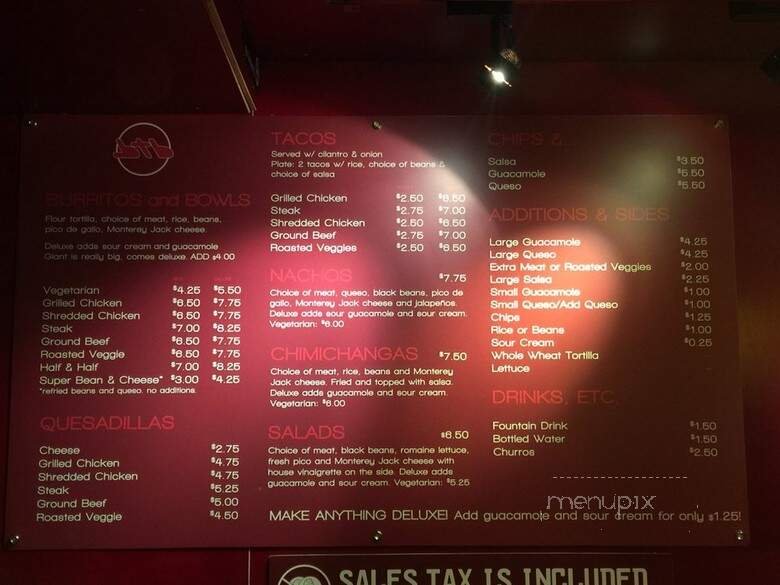 BURRITOS and BOWLS
Flour tortilla, choice of meat, rice, beans,
pico de gallo, Monterey Jack cheese.
Deluxe adds sour cream and guacamole
Giant is really big, comes deluxe. ADD $4.00
Vegetarian $4.25 $5.50
Grilled Chicken $6.50 $7.75
Shredded Chicken $6.50 $7.75
Steak $7.00 $8.25
Ground Beef $6.50 $7.75
Roasted Veggie $6.50 $7.75
Half & Half $7.00 $8.25
Super Bean & Cheese* $3.00 $4.25
*refried beans and queso. no additions.
QUESADILLAS
Cheese $2.75
Grilled Chicken $4.75
Shredded Chicken $4.75
Steak $5.25
Ground Beef $5.00
Roasted Veggie $4.50
TACOS
Served w/ cilantro & onion
Plate: 2 tacos w/ rice, choice of beans &
choice of salsa
Grilled Chicken $2.50 $6.50
Steak $2.75 $7.00
Shredded Chicken $2.50 $6.50
Ground Beef $2.75 $7.00
Roasted Veggies $2.50 $6.50
NACHOS $7.75
Choice of meat, queso, black beans, pico de
gallo, Monterey Jack cheese and jalapeños.
Deluxe adds sour guacamole and sour cream.
Vegetarian: $6.00
CHIMICHANGAS $7.50
Choice of meat, rice, beans and Monterey
Jack cheese. Fried and topped with salsa.
Deluxe adds guacamole and sour cream.
Vegetarian: $6.00
SALADS $6.50
Choice of meat, black beans, romaine lettuce,
fresh pico and Monterey Jack cheese with
house vinaigrette on the side. Deluxe adds
guacamole and sour cream. Vegetarian: $5.25
CHIPS &...
Salsa $3.50
Guacamole $5.50
Queso $5.50
ADDITIONS & SIDES
Large Guacamole $4.25
Large Queso $4.25
Extra Meat or Roasted Veggies $2.00
Large Salsa $2.25
Small Guacamole $1.00
Small Queso/Add Queso $1.00
Chips $1.25
Rice or Beans $1.00
Sour Cream $0.25
Whole Wheat Tortilla
Lettuce
DRINKS, ETC.
Fountain Drink $1.50
Bottled Water $1.50
Churros $2.50
menupix
MAKE ANYTHING DELUXE! Add guacamole and sour cream for only $1.25!
SALES TAX IS INCLUDED